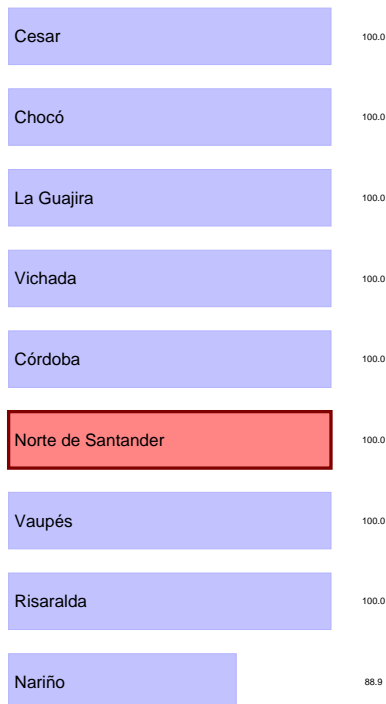 Cesar 100.0
Chocó 100.0
La Guajira 100.0
Vichada 100.0
Córdoba 100.0
Norte de Santander 100.0
Vaupés 100.0
Risaralda 100.0
Nariño 88.9